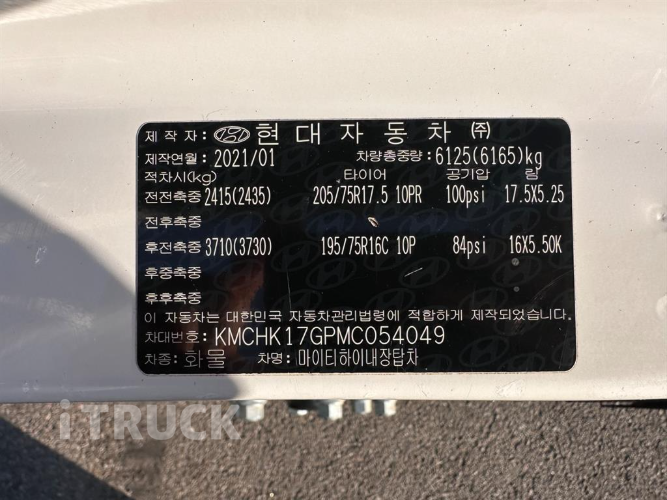 제 작 자: 현 대 자 동 차 ㈜
제작연월: 2021/01 차량총중량: 6125(6165)kg
적차시(kg) 타이어 공기압 림
전전축중 2415(2435) 205/75R17.5 10PR 100psi 17.5X5.25
전후축중
후전축중 3710(3730) 195/75R16C 10P 84psi 16X5.50K
후중축중
후후축중
이 자동차는 대한민국 자동차관리법령에 적합하게 제작되었습니다.
차대번호: KMCHK17GPMC054049
차종: 화물 차명: 마이티하이내장탑차
iTRUCK